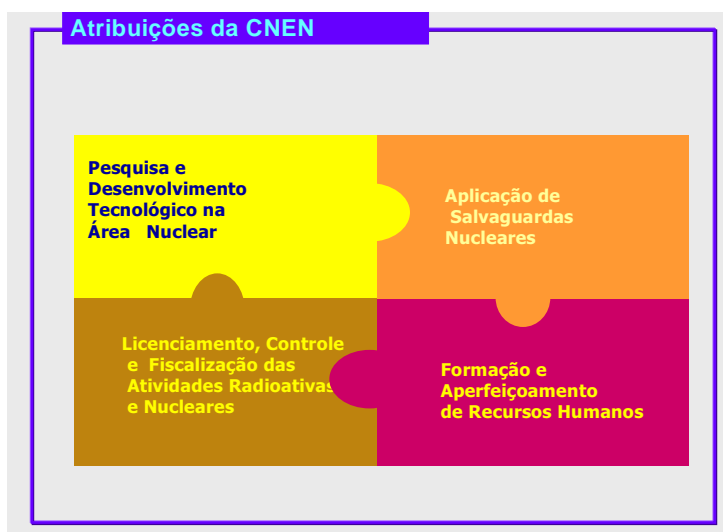 Atribuições da CNEN
Pesquisa e
Desenvolvimento
Tecnológico na
Área Nuclear
Aplicação de
Salvaguardas
Nucleares
Licenciamento, Controle
e Fiscalização das
Atividades Radioativas
e Nucleares
Formação e
Aperfeiçoamento
de Recursos Humanos